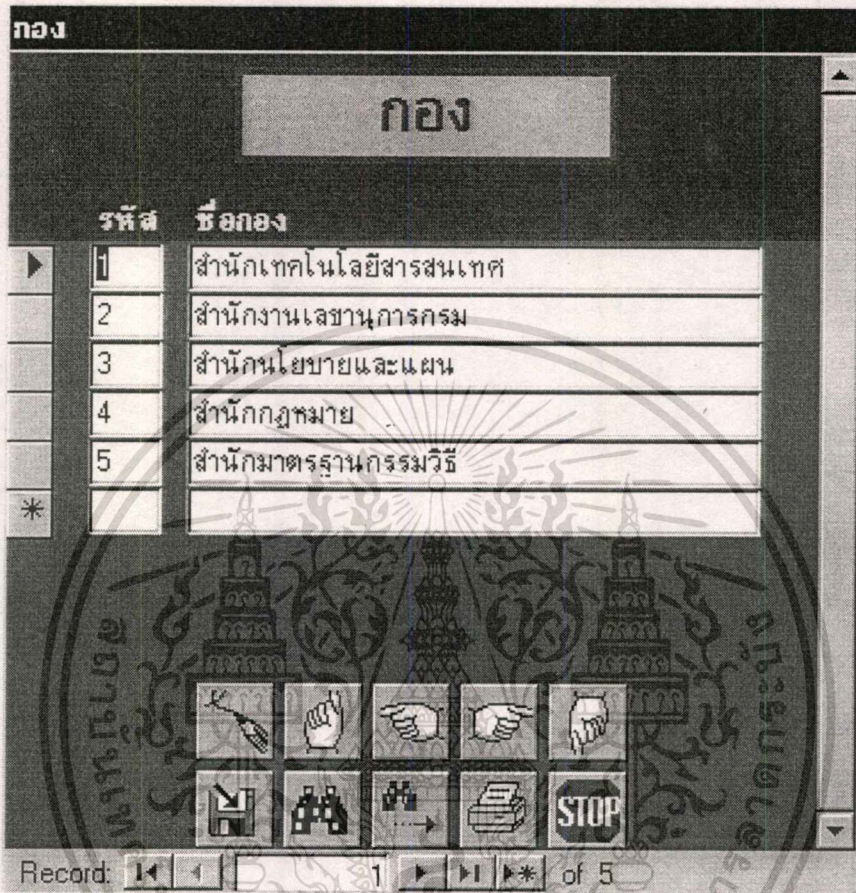 กอง
กอง
รหัส ชื่อกอง
1 สำนักเทคโนโลยีสารสนเทศ
2 สำนักงานเลขานุการกรม
3 สำนักนโยบายและแผน
4 สำนักกฎหมาย
5 สำนักมาตรฐานกรรมวิธี
*
STOP
Record: 1 of 5